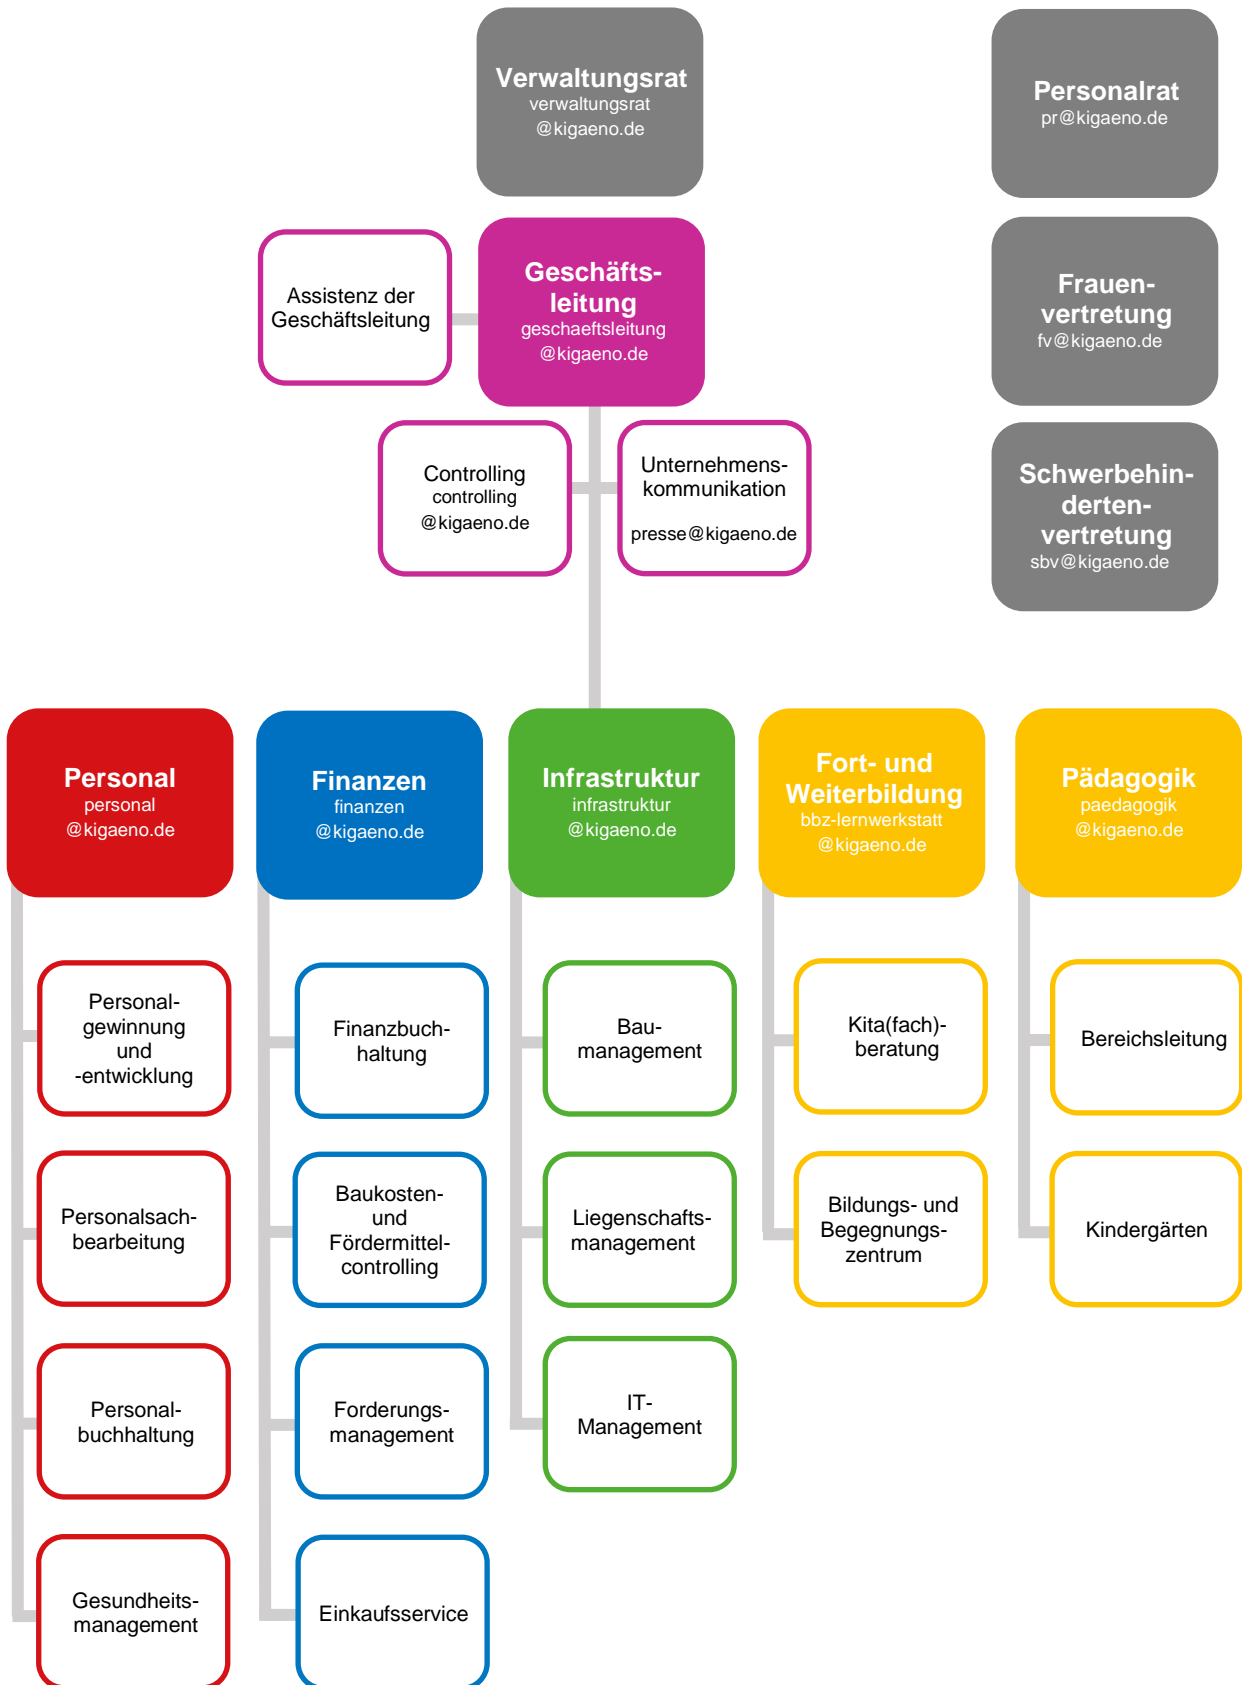 Verwaltungsrat
verwaltungsrat
@kigaeno.de
Personalrat
pr@kigaeno.de
Assistenz der
Geschäftsleitung
Geschäfts-
leitung
geschaeftsleitung
@kigaeno.de
Frauen-
vertretung
fv@kigaeno.de
Controlling
controlling
@kigaeno.de
Unternehmens-
kommunikation
presse@kigaeno.de
Schwerbehin-
derten-
vertretung
sbv@kigaeno.de
Personal
personal
@kigaeno.de
Finanzen
finanzen
@kigaeno.de
Infrastruktur
infrastruktur
@kigaeno.de
Fort- und
Weiterbildung
bbz-lernwerkstatt
@kigaeno.de
Pädagogik
paedagogik
@kigaeno.de
Personal-
gewinnung
und
-entwicklung
Finanzbuch-
haltung
Bau-
management
Kita(fach)-
beratung
Bereichsleitung
Personalsach-
bearbeitung
Baukosten-
und
Fördermittel-
controlling
Liegenschafts-
management
Bildungs- und
Begegnungs-
zentrum
Kindergärten
Personal-
buchhaltung
Forderungs-
management
IT-
Management
Gesundheits-
management
Einkaufsservice